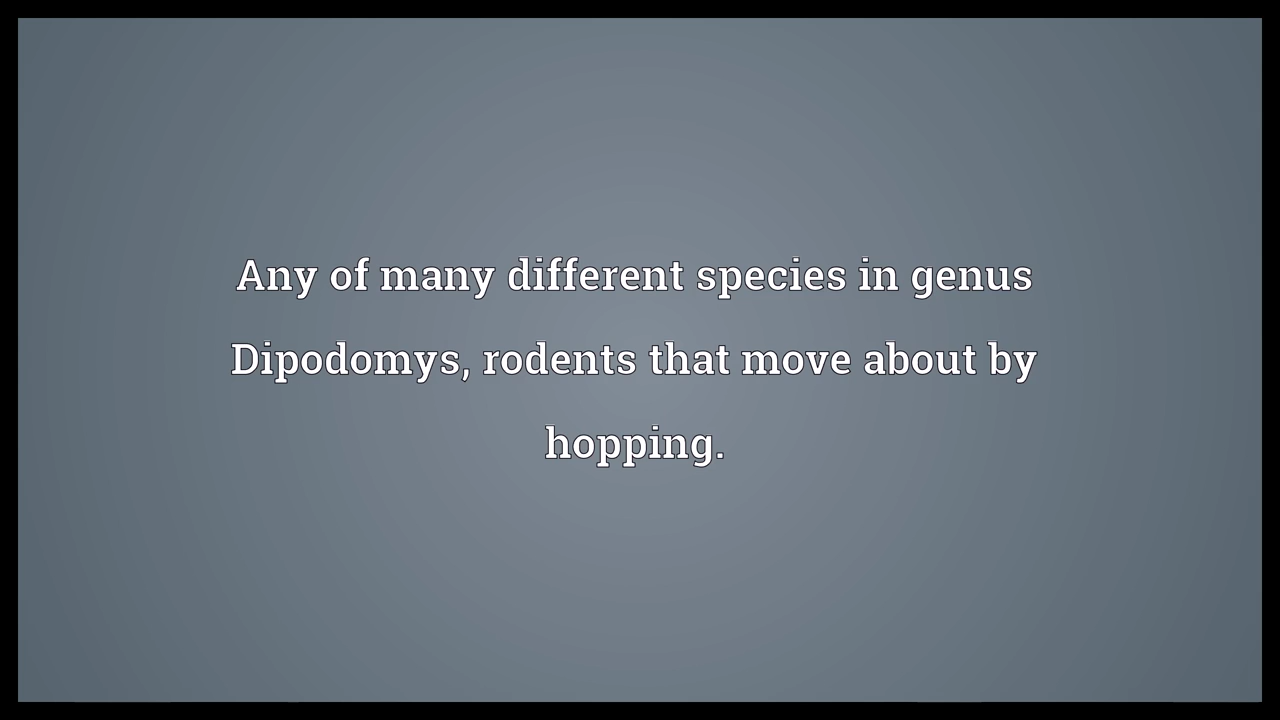 Any of many different species in genus
Dipodomys, rodents that move about by
hopping.